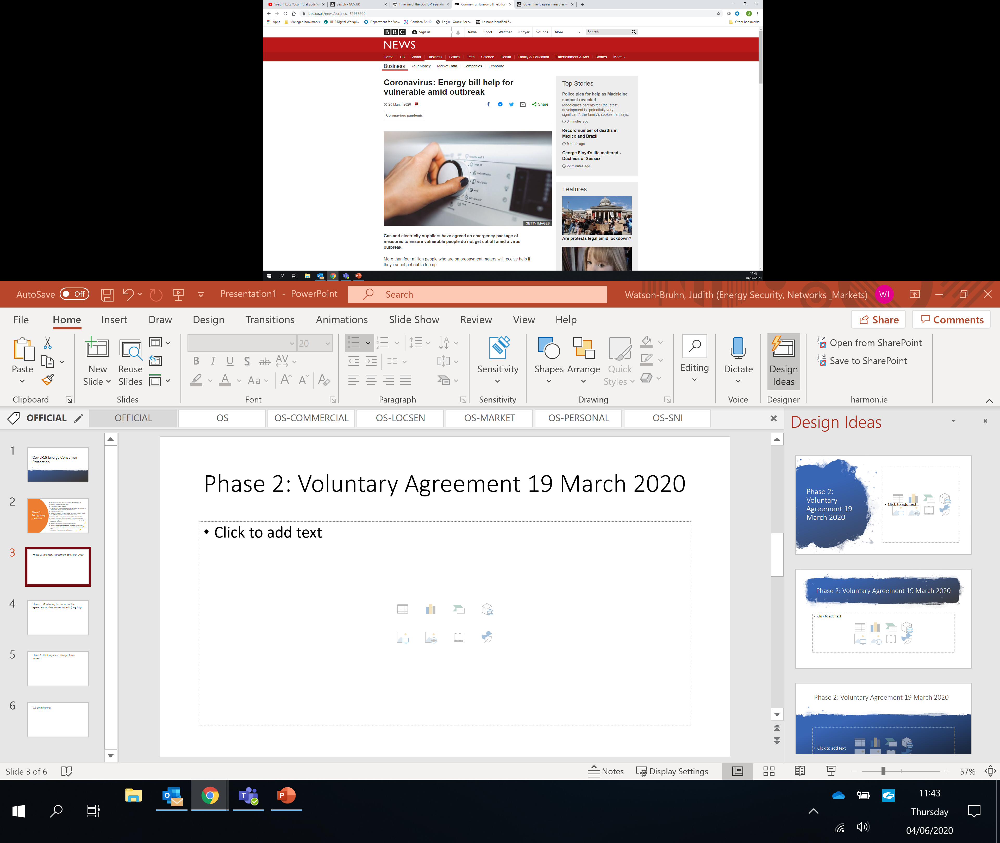 Weight Loss Yoga | Total Body W
Search - GOV.UK
Timeline of the COVID-19 pande
Coronavirus: Energy bill help for
Government agrees measures w
bbc.co.uk/news/business-51958920
Apps Managed bookmarks BEIS Digital Workpl... Department for Bus... Condeco 3.4.12 Login - Oracle Acce... Lessons identified f... Other bookmarks
BBC Sign in News Sport Weather iPlayer Sounds More Search
NEWS
Home UK World Business Politics Tech Science Health Family & Education Entertainment & Arts Stories More
Business Your Money Market Data Companies Economy
Coronavirus: Energy bill help for
vulnerable amid outbreak
20 March 2020
Share
Coronavirus pandemic
cotton
mix/synthetics
hand wash
wool
quick wash
GETTY IMAGES
Gas and electricity suppliers have agreed an emergency package of
measures to ensure vulnerable people do not get cut off amid a virus
outbreak.
More than four million people who are on prepayment meters will receive help if
they cannot get out to top up.
Top Stories
Police plea for help as Madeleine
suspect revealed
Madeleine's parents feel the latest
development is "potentially very
significant", the family's spokesman says.
3 minutes ago
Record number of deaths in
Mexico and Brazil
9 hours ago
George Floyd's life mattered -
Duchess of Sussex
22 minutes ago
Features
Are protests legal amid lockdown?
11:43
04/06/2020
AutoSave Off Presentation1 - PowerPoint Search Watson-Bruhn, Judith (Energy Security, Networks _Markets) WJ
File Home Insert Draw Design Transitions Animations Slide Show Review View Help Share Comments
Paste
New
Slide
Reuse
Slides
20
B I U S ab AV
A Aa A A A
Sensitivity
Shapes Arrange Quick
Styles
Editing
Dictate
Design
Ideas
Open from SharePoint
Save to SharePoint
Clipboard Slides Font Paragraph Sensitivity Drawing Voice Designer harmon.ie
OFFICIAL OFFICIAL OS OS-COMMERCIAL OS-LOCSEN OS-MARKET OS-PERSONAL OS-SNI
1
Covid-19 Energy Consumer
Protection
2
Phase 1:
Recognising
the issue
3
Phase 2: Voluntary Agreement 19 March 2020
4
Phase 3: Monitoring the impact of the
agreement and consumer impacts (ongoing)
5
Phase 4: Thinking ahead - longer term
impacts
6
We are listening
Phase 2: Voluntary Agreement 19 March 2020
• Click to add text
Design Ideas
Phase 2:
Voluntary
Agreement 19
March 2020
• Click to add text
Phase 2: Voluntary Agreement 19 March 2020
• Click to add text
Phase 2: Voluntary Agreement 19 March 2020
• Click to add text
Slide 3 of 6 Notes Display Settings 57%
11:43
Thursday
04/06/2020